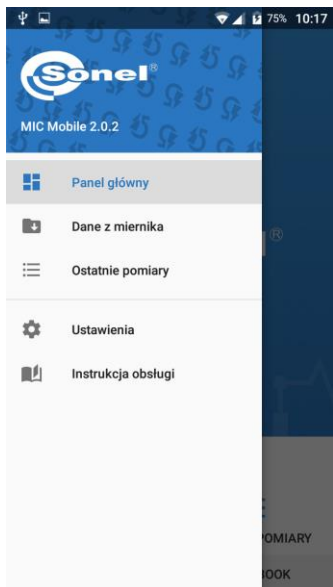 75% 10:17
Sonel®
MIC Mobile 2.0.2
Panel główny
Dane z miernika
®
Ostatnie pomiary
Ustawienia
Instrukcja obsługi
POMIARY
OOK